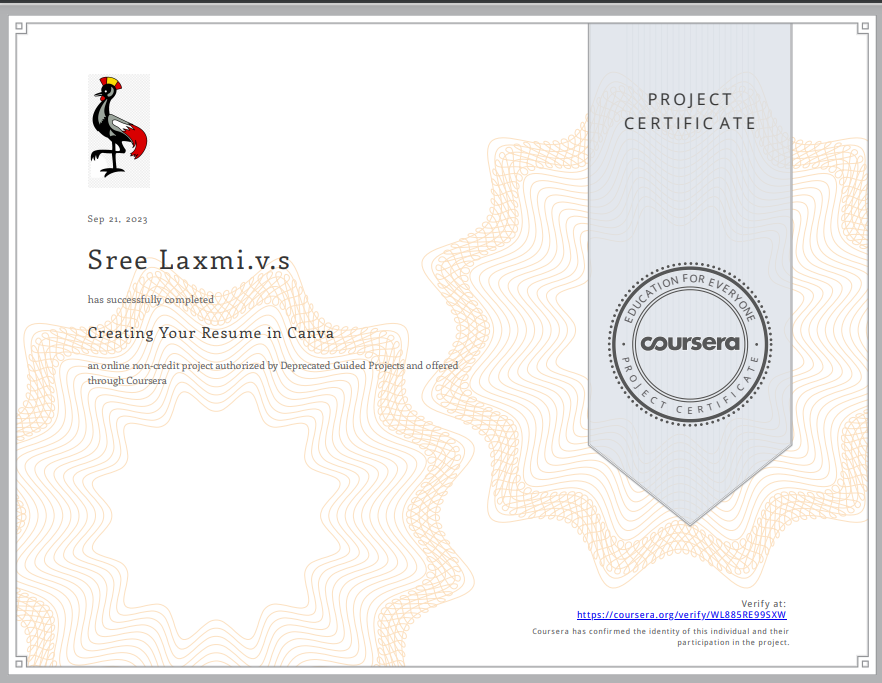 PROJECT
CERTIFICATE
Sep 21, 2023
Sree Laxmi.v.s
has successfully completed
Creating Your Resume in Canva
an online non-credit project authorized by Deprecated Guided Projects and offered
through Coursera
EDUCATION FOR EVERYONE
coursera
PROJECT CERTIFICATE
Verify at:
https://coursera.org/verify/WL885RE99SXW
Coursera has confirmed the identity of this individual and their
participation in the project.